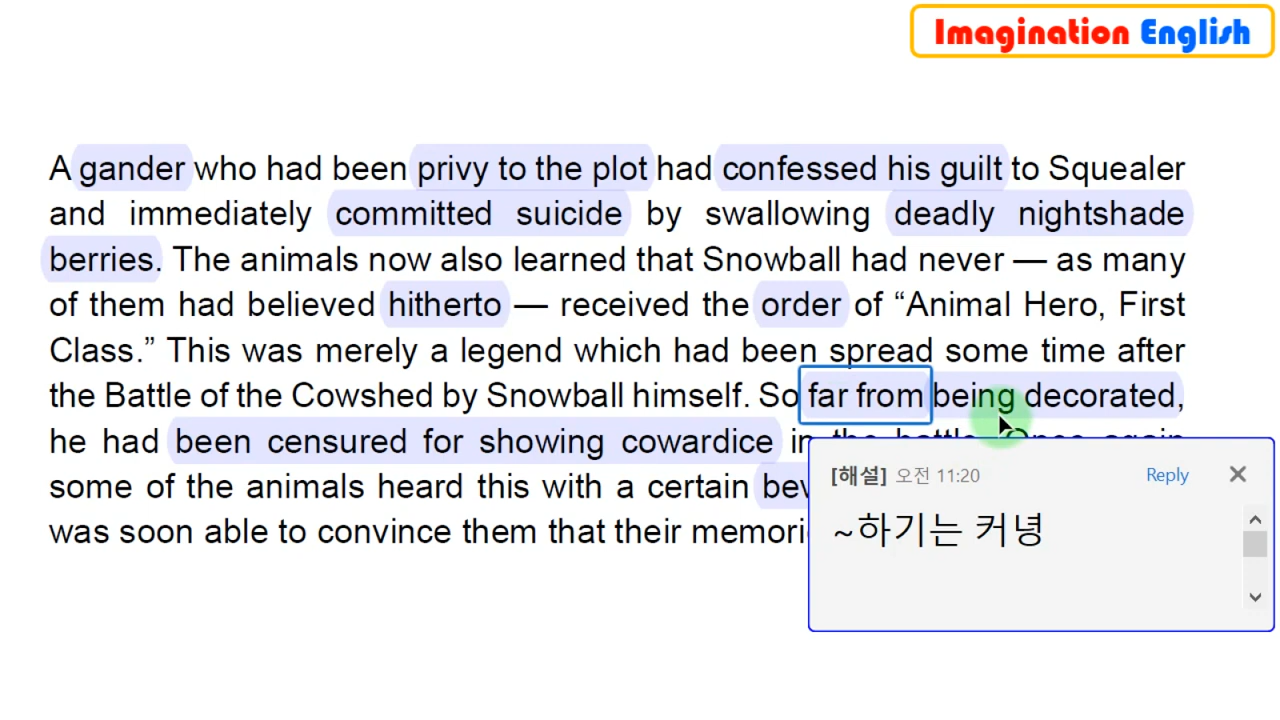 Imagination English
A gander who had been privy to the plot had confessed his guilt to Squealer
and immediately committed suicide by swallowing deadly nightshade
berries. The animals now also learned that Snowball had never — as many
of them had believed hitherto — received the order of “Animal Hero, First
Class.” This was merely a legend which had been spread some time after
the Battle of the Cowshed by Snowball himself. So far from being decorated,
he had been censured for showing cowardice in the battle. Once again
some of the animals heard this with a certain
was soon able to convince them that their
[해설] 오전 11:20 Reply
~하기는 커녕